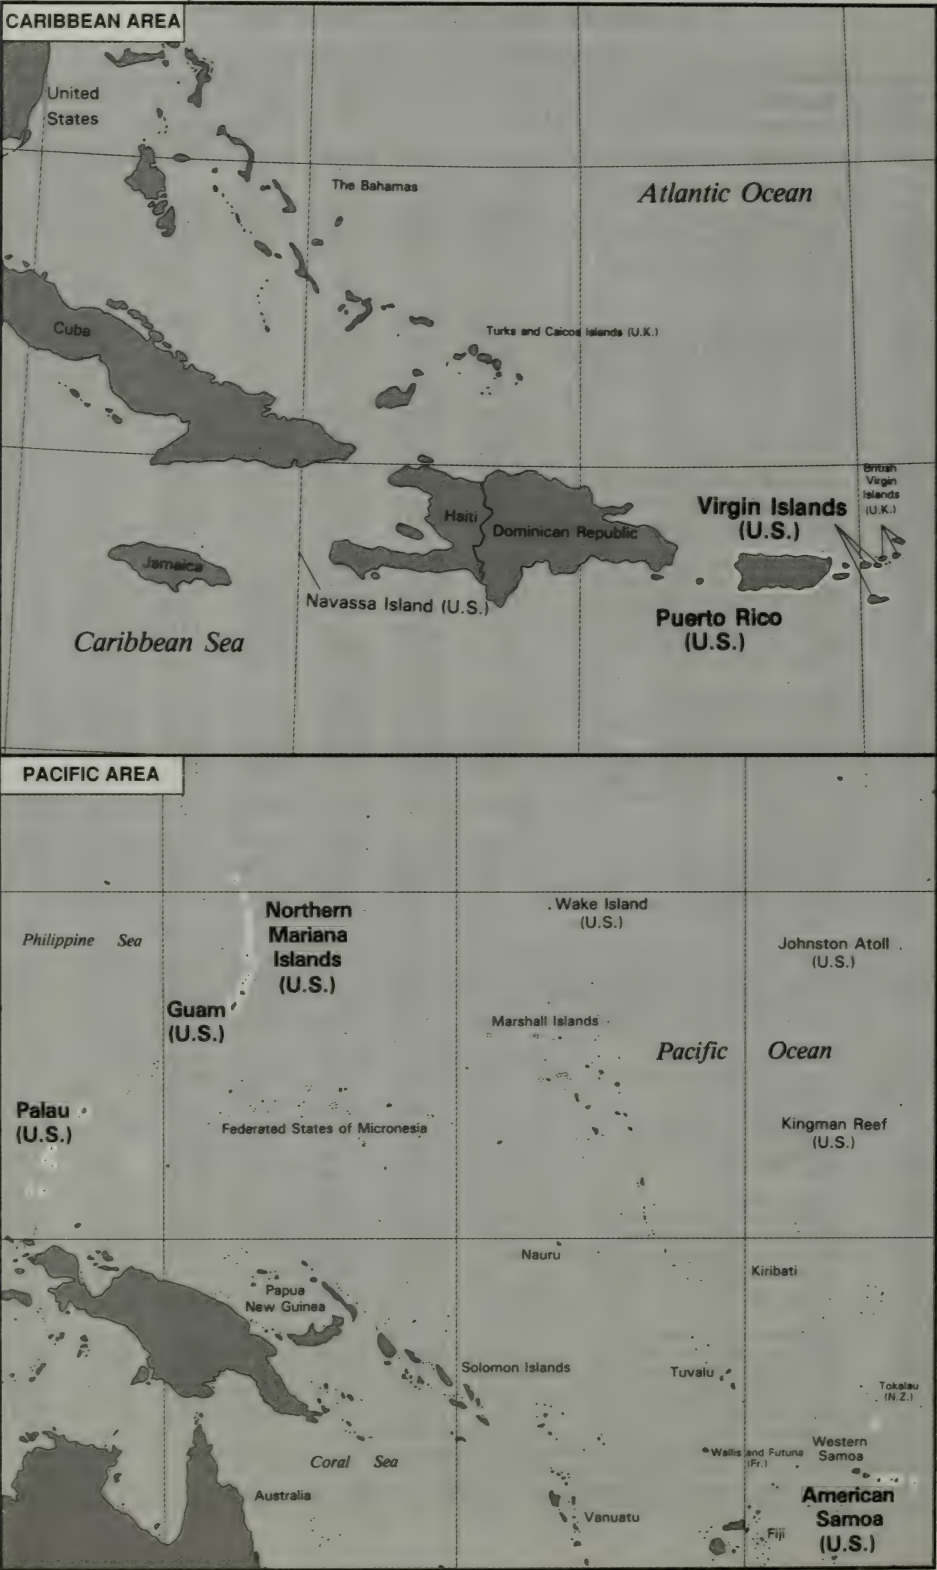 CARIBBEAN AREA
United
States
The Bahamas
Atlantic Ocean
Cuba
Turks and Caicos Islands (U.K.)
British
Virgin
Islands
(U.K.)
Virgin Islands
(U.S.)
Haiti
Dominican Republic
Jamaica
Navassa Island (U.S.)
Puerto Rico
(U.S.)
Caribbean Sea
PACIFIC AREA
Northern
Mariana
Islands
(U.S.)
Wake Island
(U.S.)
Philippine Sea
Johnston Atoll
(U.S.)
Guam
(U.S.)
Marshall Islands
Pacific Ocean
Palau
(U.S.)
Federated States of Micronesia
Kingman Reef
(U.S.)
Nauru
Kiribati
Papua
New Guinea
Solomon Islands
Tuvalu
Tokelau
(N.Z.)
Coral Sea
Wallis and Futuna
(Fr.)
Western
Samoa
Australia
American
Samoa
(U.S.)
Vanuatu
Fiji